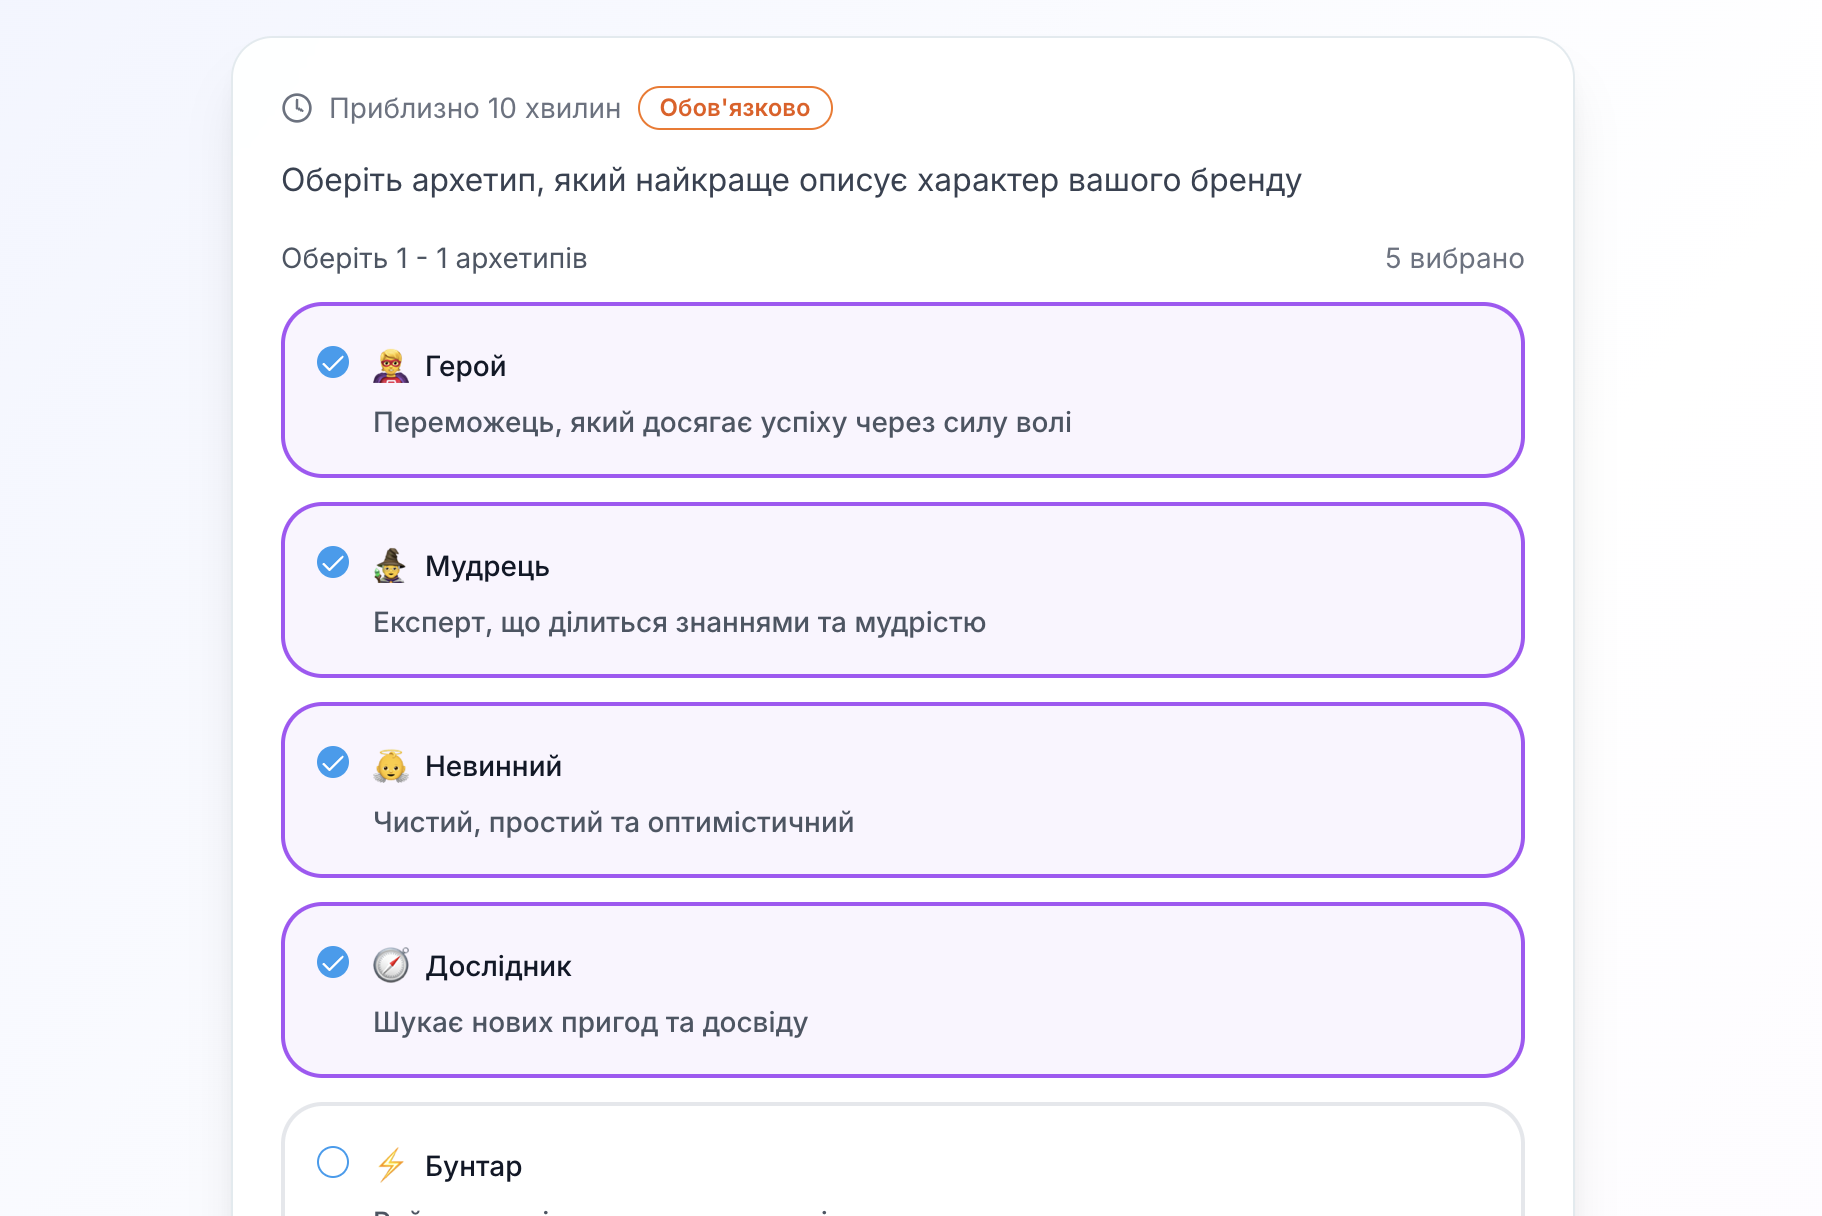 Приблизно 10 хвилин Обов'язково
Оберіть архетип, який найкраще описує характер вашого бренду
Оберіть 1 - 1 архетипів 5 вибрано
Герой
Переможець, який досягає успіху через силу волі
Мудрець
Експерт, що ділиться знаннями та мудрістю
Невинний
Чистий, простий та оптимістичний
Дослідник
Шукає нових пригод та досвіду
Бунтар